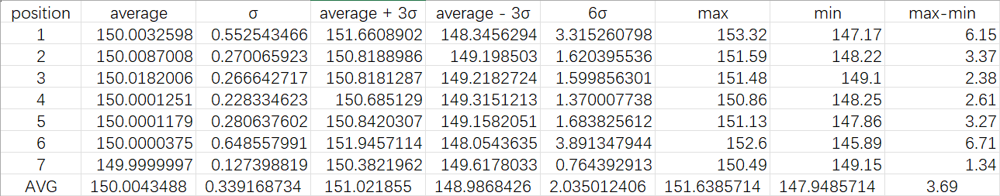 position average σ average + 3σ average - 3σ 6σ max min max-min
1 150.0032598 0.552543466 151.6608902 148.3456294 3.315260798 153.32 147.17 6.15
2 150.0087008 0.270065923 150.8188986 149.198503 1.620395536 151.59 148.22 3.37
3 150.0182006 0.266642717 150.8181287 149.2182724 1.599856301 151.48 149.1 2.38
4 150.0001251 0.228334623 150.685129 149.3151213 1.370007738 150.86 148.25 2.61
5 150.0001179 0.280637602 150.8420307 149.1582051 1.683825612 151.13 147.86 3.27
6 150.0000375 0.648557991 151.9457114 148.0543635 3.891347944 152.6 145.89 6.71
7 149.9999997 0.127398819 150.3821962 149.6178033 0.764392913 150.49 149.15 1.34
AVG 150.0043488 0.339168734 151.021855 148.9868426 2.035012406 151.6385714 147.9485714 3.69